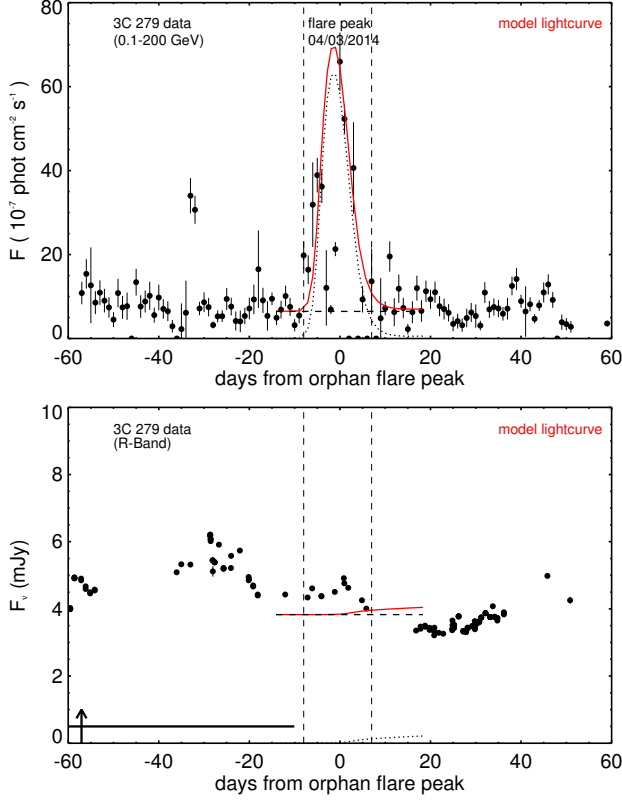 80
60
40
20
0
F ( 10⁻⁷ phot cm⁻² s⁻¹)
3C 279 data
(0.1-200 GeV)
flare peak
04/03/2014
model lightcurve
-60 -40 -20 0 20 40 60
days from orphan flare peak
10
8
6
4
2
0
Fᵥ (mJy)
3C 279 data
(R-Band)
model lightcurve
-60 -40 -20 0 20 40 60
days from orphan flare peak